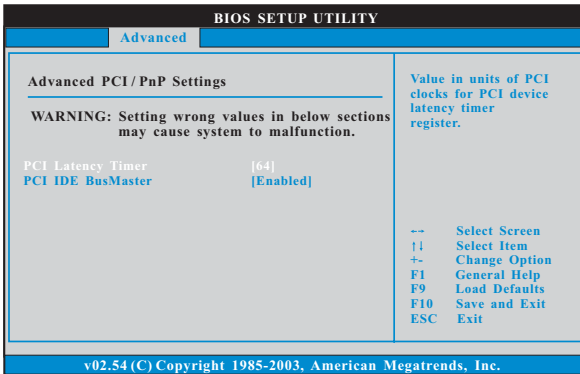 BIOS SETUP UTILITY
Advanced
Advanced PCI / PnP Settings
WARNING: Setting wrong values in below sections
may cause system to malfunction.
PCI Latency Timer [64]
PCI IDE BusMaster [Enabled]
Value in units of PCI
clocks for PCI device
latency timer
register.
←→ Select Screen
↑↓ Select Item
+- Change Option
F1 General Help
F9 Load Defaults
F10 Save and Exit
ESC Exit
v02.54 (C) Copyright 1985-2003, American Megatrends, Inc.